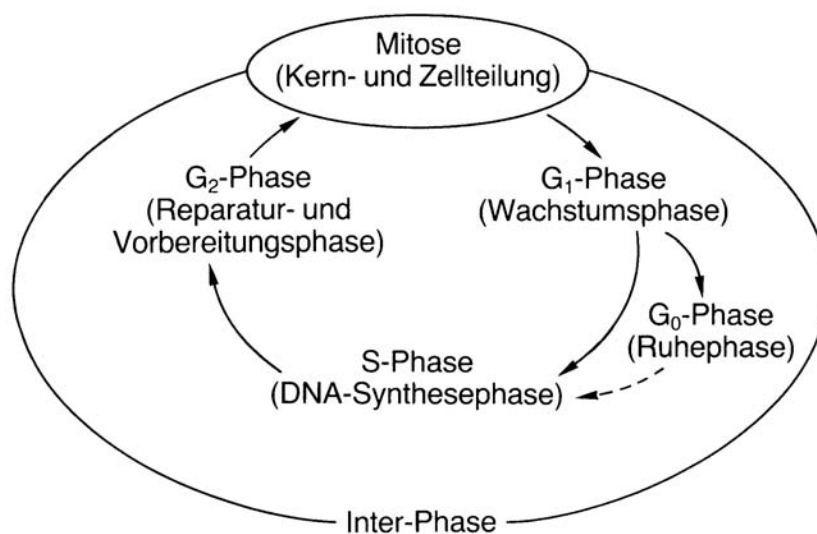 Mitose
(Kern- und Zellteilung)
G₂-Phase
(Reparatur- und
Vorbereitungsphase)
G₁-Phase
(Wachstumsphase)
G₀-Phase
(Ruhephase)
S-Phase
(DNA-Synthesephase)
Inter-Phase